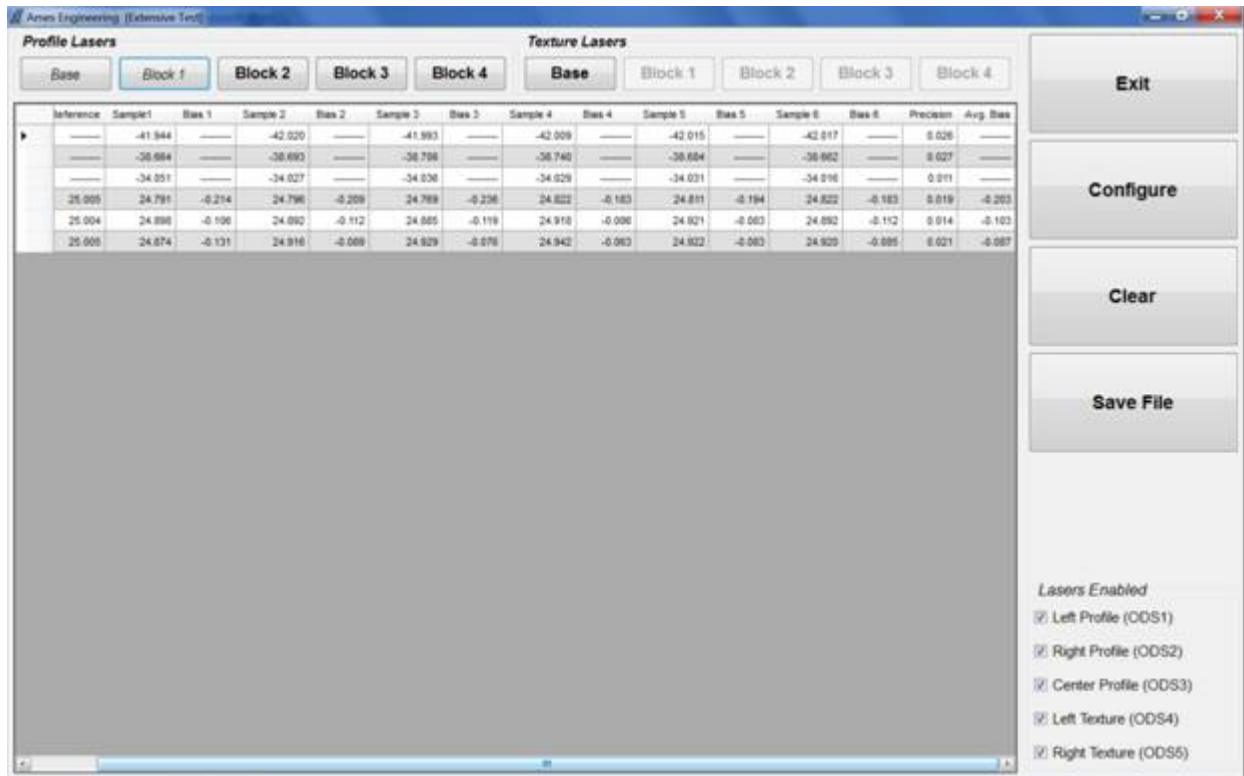 Ames Engineering (Extensive Test)
Profile Lasers
Texture Lasers
Base Block 1 Block 2 Block 3 Block 4 Base Block 1 Block 2 Block 3 Block 4
Reference Sample1 Bias 1 Sample 2 Bias 2 Sample 3 Bias 3 Sample 4 Bias 4 Sample 5 Bias 5 Sample 6 Bias 6 Precision Avg. Bias
-------- -41.944 -------- -42.020 -------- -41.993 -------- -42.009 -------- -42.015 -------- -42.017 -------- 0.026 --------
-------- -38.664 -------- -38.693 -------- -38.706 -------- -38.740 -------- -38.684 -------- -38.662 -------- 0.027 --------
-------- -34.051 -------- -34.027 -------- -34.036 -------- -34.029 -------- -34.031 -------- -34.016 -------- 0.011 --------
25.005 24.791 -0.214 24.796 -0.209 24.769 -0.236 24.822 -0.183 24.811 -0.194 24.822 -0.183 0.019 -0.203
25.004 24.898 -0.106 24.892 -0.112 24.885 -0.119 24.918 24.921 -0.083 24.892 -0.112 0.014 -0.103
25.005 24.874 -0.131 24.916 -0.089 24.929 -0.076 24.942 -0.063 24.922 -0.083 24.920 -0.085 0.021
Exit
Configure
Clear
Save File
Lasers Enabled
Left Profile (ODS1)
Right Profile (ODS2)
Center Profile (ODS3)
Left Texture (ODS4)
Right Texture (ODS5)